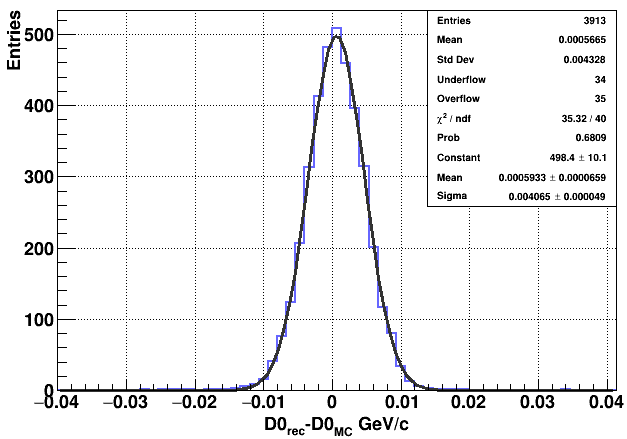 Entries
500
400
300
200
100
0
Entries 3913
Mean 0.0005665
Std Dev 0.004328
Underflow 34
Overflow 35
χ² / ndf 35.32 / 40
Prob 0.6809
Constant 498.4 ± 10.1
Mean 0.0005933 ± 0.0000659
Sigma 0.004065 ± 0.000049
−0.04 −0.03 −0.02 −0.01 0 0.01 0.02 0.03 0.04
D0rec-D0MC GeV/c